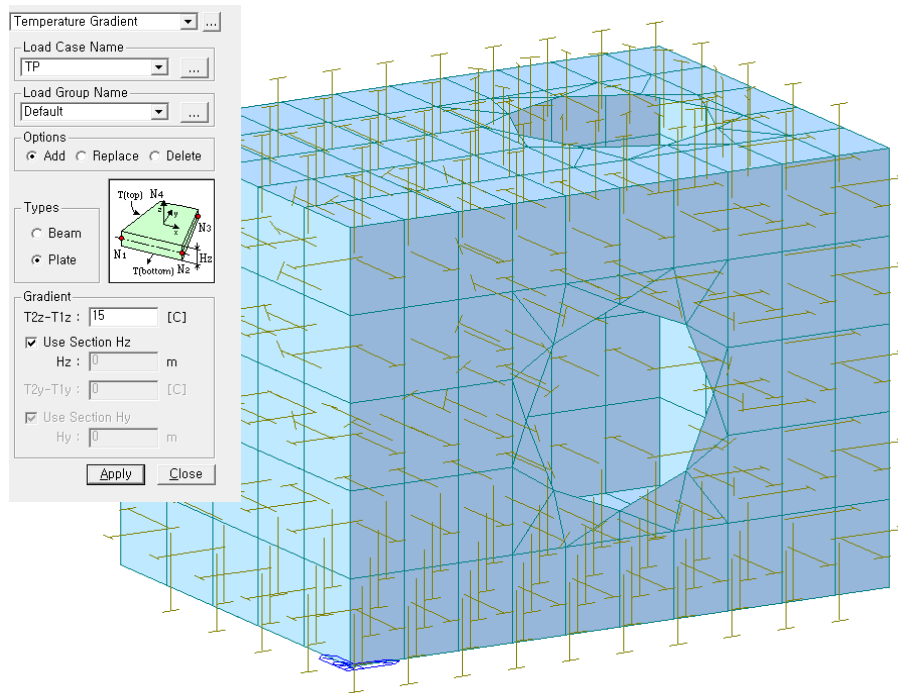 Temperature Gradient ...
Load Case Name
TP ...
Load Group Name
Default ...
Options
Add Replace Delete
Types
Beam
Plate
T(top) N4
z y x
N3
N1 Hz
T(bottom) N2
Gradient
T2z-T1z : 15 [C]
Use Section Hz
Hz : 0 m
T2y-T1y : 0 [C]
Use Section Hy
Hy : 0 m
Apply Close